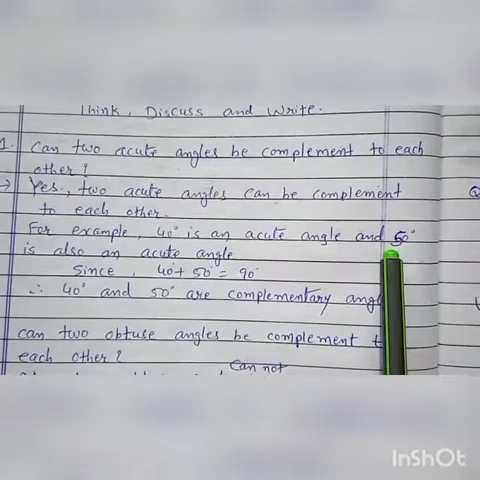 Think, Discuss and Write.
1. Can two acute angles be complement to each
other?
→ Yes, two acute angles can be complement
to each other.
For example, 40° is an acute angle and 50°
is also an acute angle
Since, 40°+ 50° = 90°
∴ 40° and 50° are complementary
can two obtuse angles be complement
each other?
Can not
InShOt